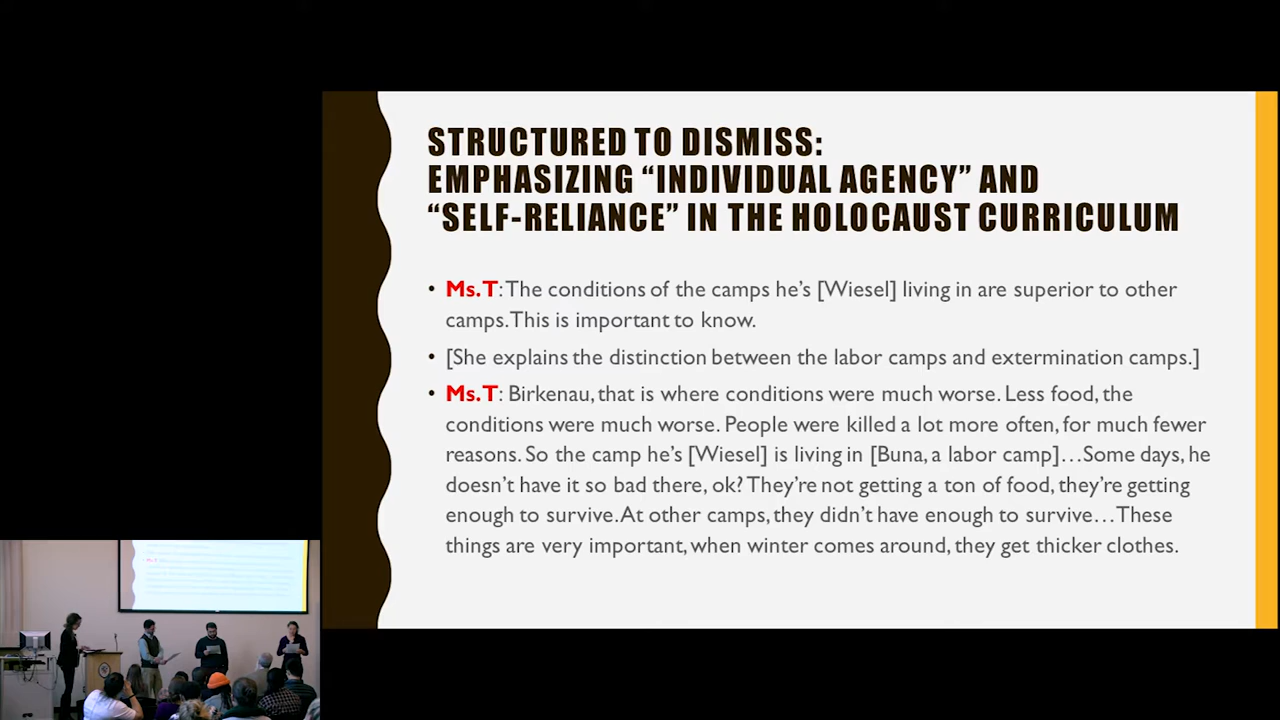 STRUCTURED TO DISMISS:
EMPHASIZING “INDIVIDUAL AGENCY” AND
“SELF-RELIANCE” IN THE HOLOCAUST CURRICULUM
• Ms.T: The conditions of the camps he’s [Wiesel] living in are superior to other
camps. This is important to know.
• [She explains the distinction between the labor camps and extermination camps.]
• Ms.T: Birkenau, that is where conditions were much worse. Less food, the
conditions were much worse. People were killed a lot more often, for much fewer
reasons. So the camp he’s [Wiesel] is living in [Buna, a labor camp]…Some days, he
doesn’t have it so bad there, ok? They’re not getting a ton of food, they’re getting
enough to survive. At other camps, they didn’t have enough to survive…These
things are very important, when winter comes around, they get thicker clothes.